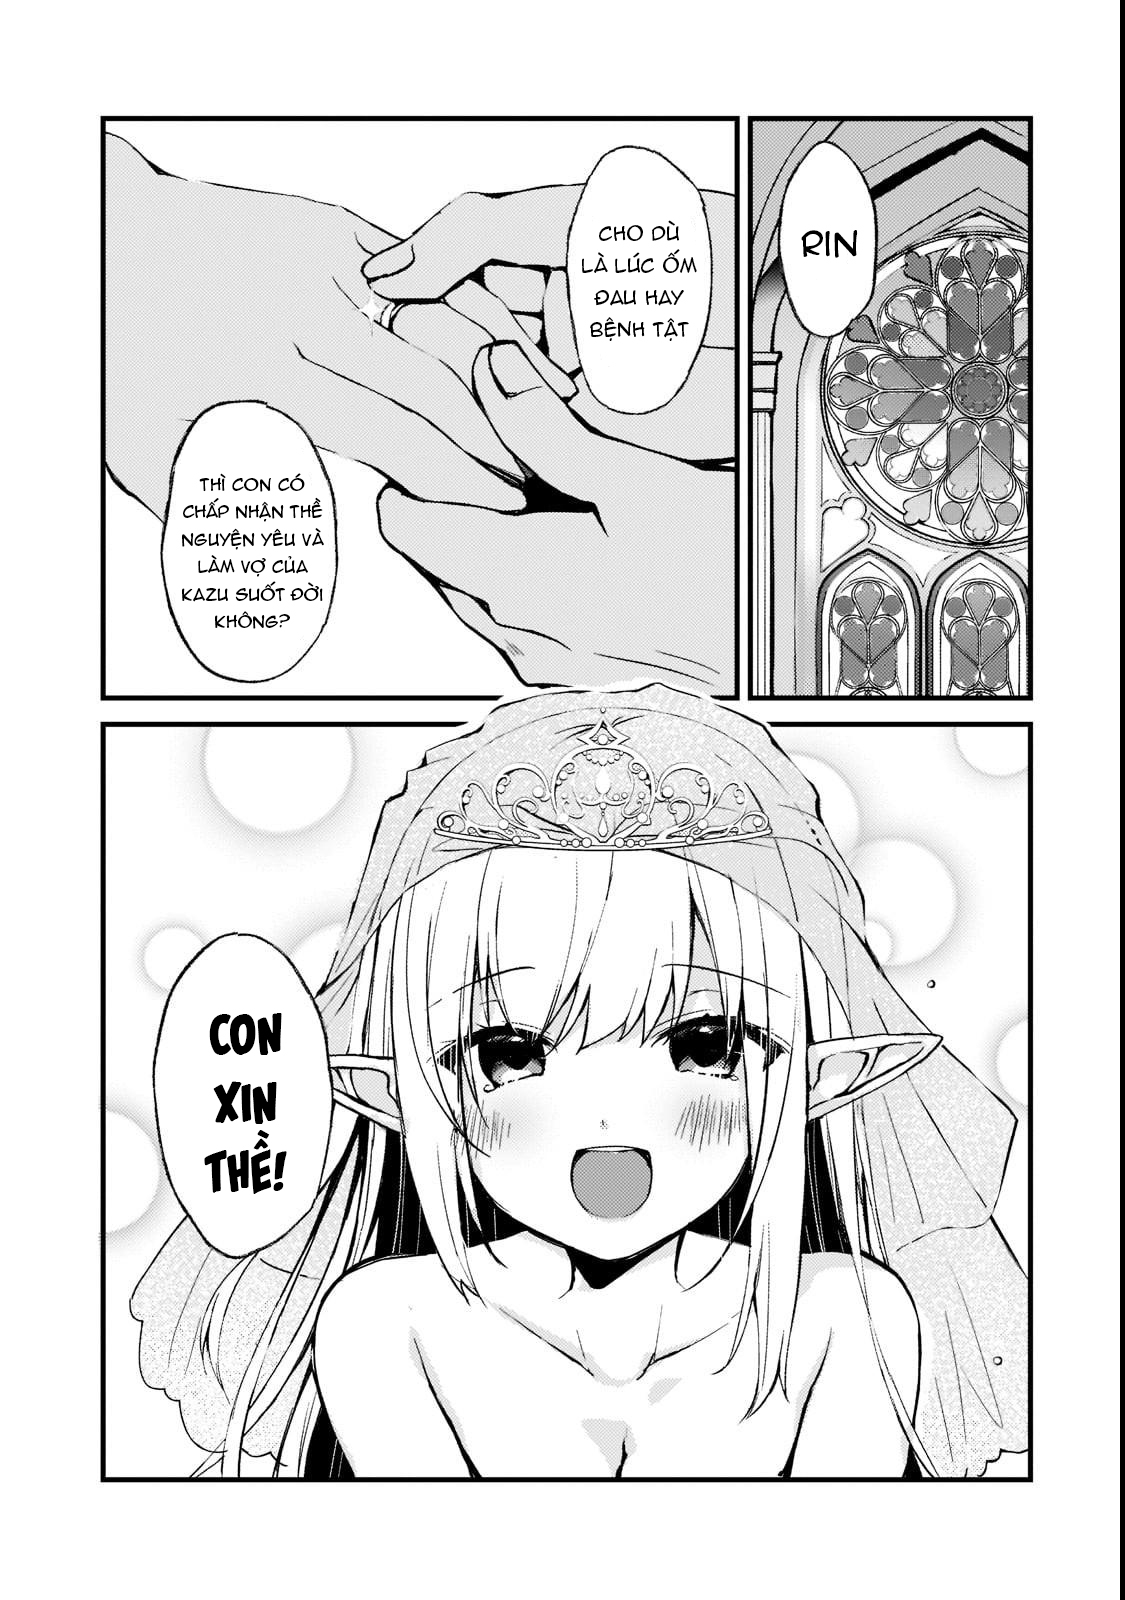 RIN
CHO DÙ
LÀ LÚC ỐM
ĐAU HAY
BỆNH TẬT
THÌ CON CÓ
CHẤP NHẬN THỀ
NGUYỆN YÊU VÀ
LÀM VỢ CỦA
KAZU SUỐT ĐỜI
KHÔNG?
CON
XIN
THỀ!